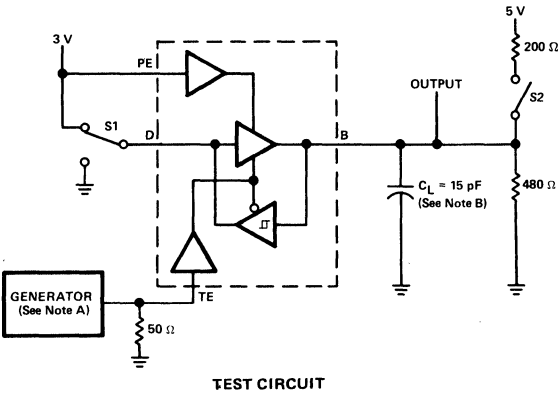 5 V
3 V
200 Ω
PE
OUTPUT
S2
S1
D
B
C_L = 15 pF
(See Note B)
480 Ω
GENERATOR
(See Note A)
TE
50 Ω
TEST CIRCUIT